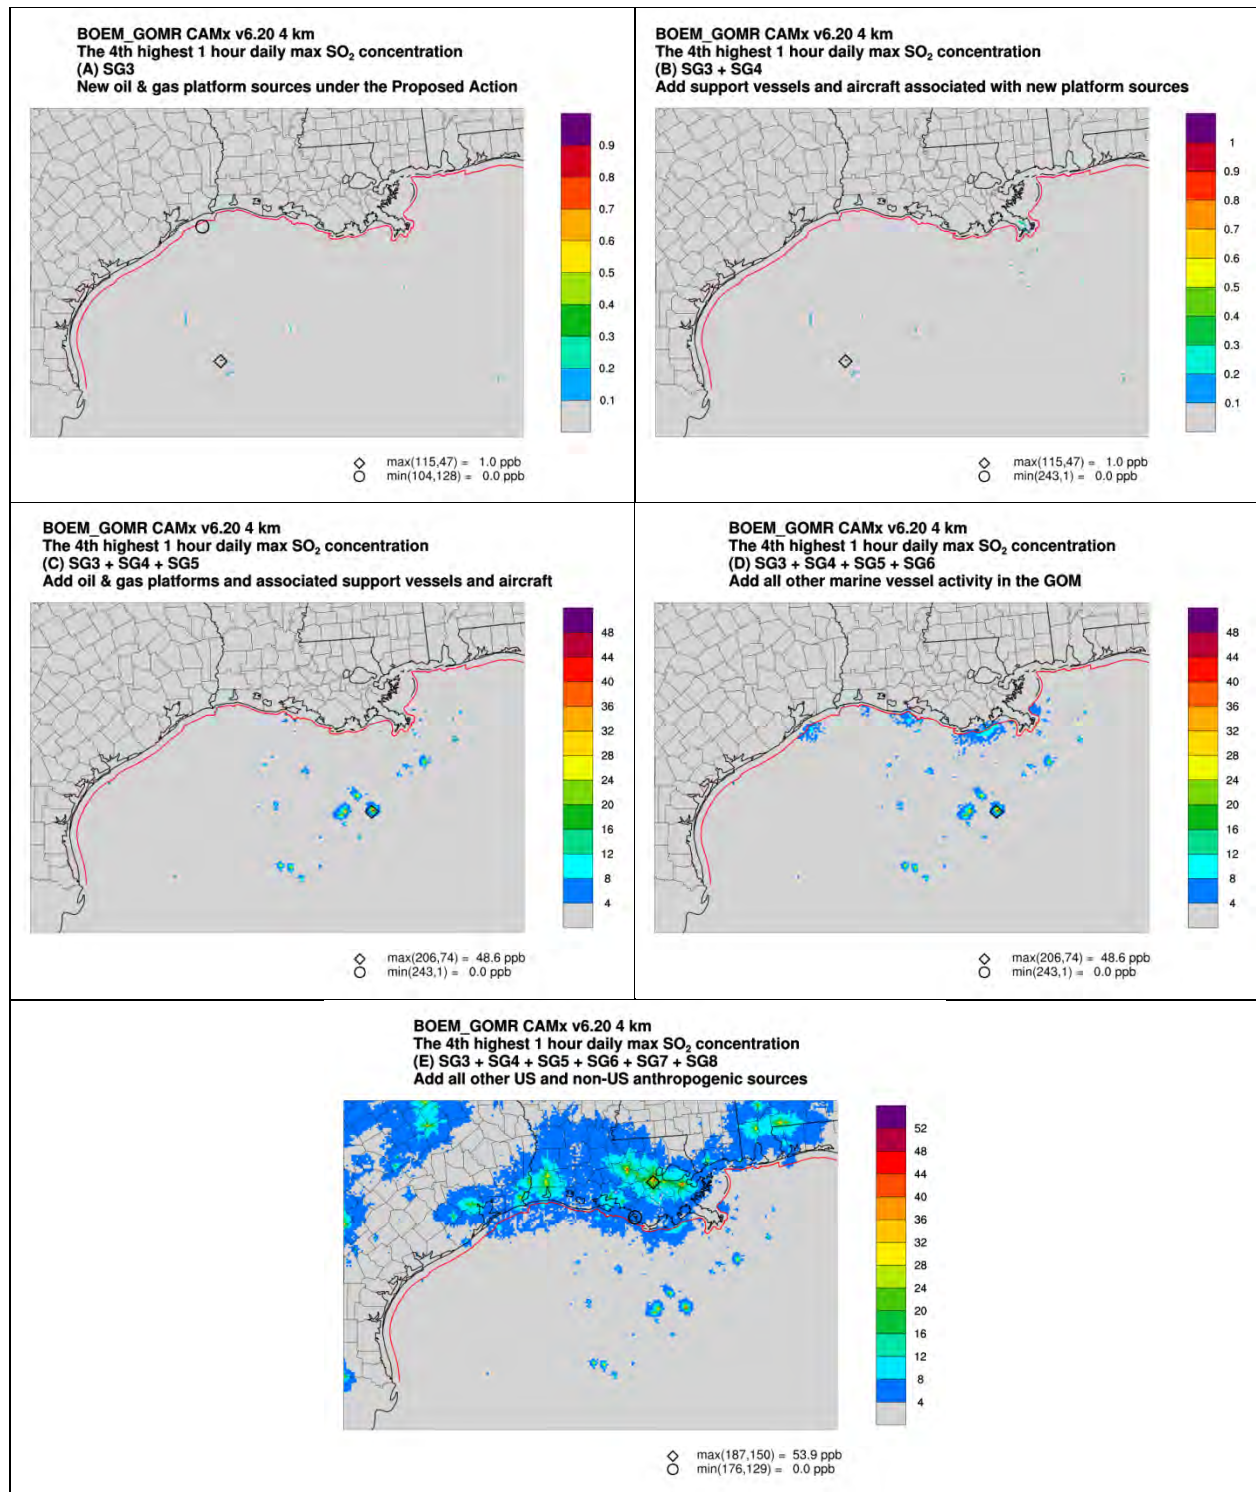 BOEM_GOMR CAMx v6.20 4 km
The 4th highest 1 hour daily max SO2 concentration
(A) SG3
New oil & gas platform sources under the Proposed Action
0.9
0.8
0.7
0.6
0.5
0.4
0.3
0.2
0.1
max(115,47) = 1.0 ppb
min(104,128) = 0.0 ppb
BOEM_GOMR CAMx v6.20 4 km
The 4th highest 1 hour daily max SO2 concentration
(B) SG3 + SG4
Add support vessels and aircraft associated with new platform sources
1
0.9
0.8
0.7
0.6
0.5
0.4
0.3
0.2
0.1
max(115,47) = 1.0 ppb
min(243,1) = 0.0 ppb
BOEM_GOMR CAMx v6.20 4 km
The 4th highest 1 hour daily max SO2 concentration
(C) SG3 + SG4 + SG5
Add oil & gas platforms and associated support vessels and aircraft
48
44
40
36
32
28
24
20
16
12
8
4
max(206,74) = 48.6 ppb
min(243,1) = 0.0 ppb
BOEM_GOMR CAMx v6.20 4 km
The 4th highest 1 hour daily max SO2 concentration
(D) SG3 + SG4 + SG5 + SG6
Add all other marine vessel activity in the GOM
48
44
40
36
32
28
24
20
16
12
8
4
max(206,74) = 48.6 ppb
min(243,1) = 0.0 ppb
BOEM_GOMR CAMx v6.20 4 km
The 4th highest 1 hour daily max SO2 concentration
(E) SG3 + SG4 + SG5 + SG6 + SG7 + SG8
Add all other US and non-US anthropogenic sources
52
48
44
40
36
32
28
24
20
16
12
8
4
max(187,150) = 53.9 ppb
min(176,129) = 0.0 ppb